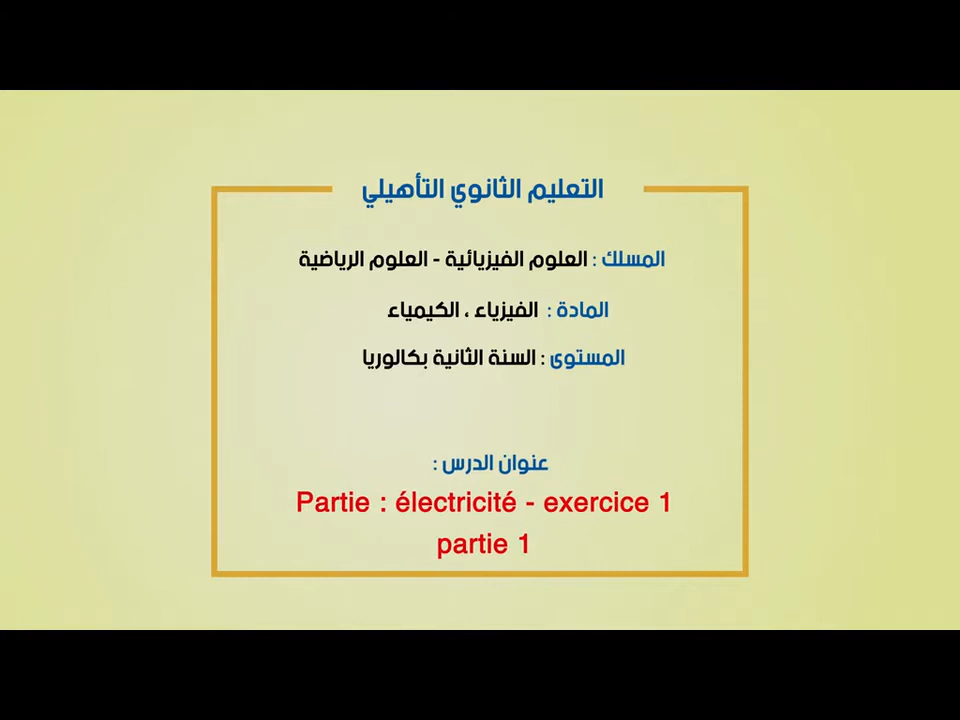 التعليم الثانوي التأهيلي
المسلك : العلوم الفيزيائية - العلوم الرياضية
المادة : الفيزياء ، الكيمياء
المستوى : السنة الثانية بكالوريا
عنوان الدرس :
Partie : électricité - exercice 1
partie 1